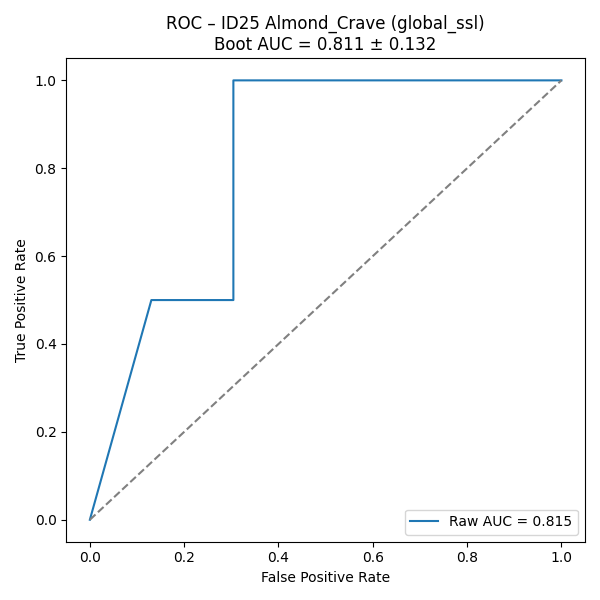 ROC – ID25 Almond_Crave (global_ssl)
Boot AUC = 0.811 ± 0.132
True Positive Rate
1.0
0.8
0.6
0.4
0.2
0.0
Raw AUC = 0.815
0.0 0.2 0.4 0.6 0.8 1.0
False Positive Rate